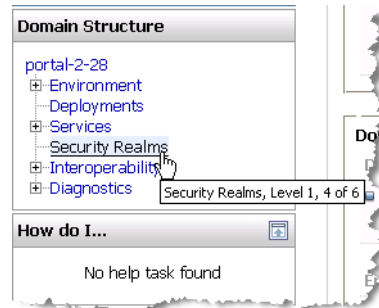 Domain Structure
portal-2-28
Environment
Deployments
Services
Security Realms
Interoperability
Diagnostics
Security Realms, Level 1, 4 of 6
How do I...
No help task found
Do